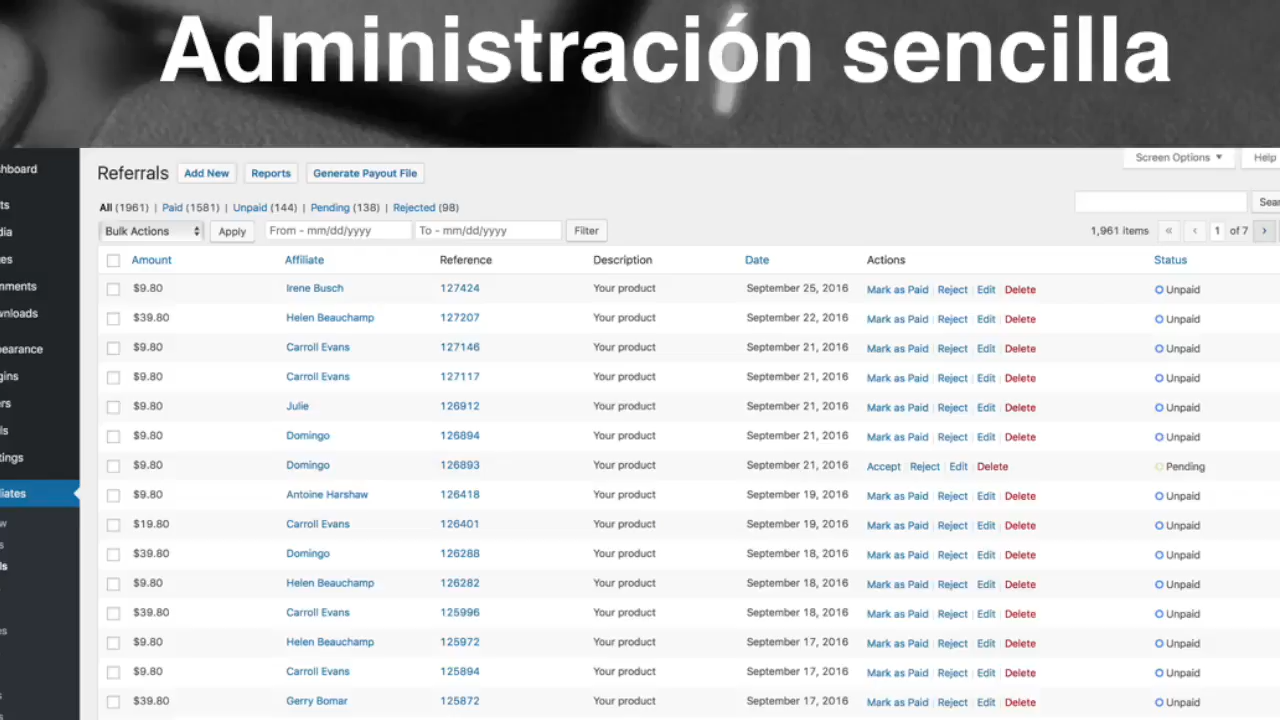 Administración sencilla
Referrals Add New Reports Generate Payout File Screen Options ▼ Help
All (1961) | Paid (1581) | Unpaid (144) | Pending (138) | Rejected (98)
Bulk Actions Apply From - mm/dd/yyyy To - mm/dd/yyyy Filter 1,961 items « ‹ 1 of 7 ›
Amount Affiliate Reference Description Date Actions Status
$9.80 Irene Busch 127424 Your product September 25, 2016 Mark as Paid | Reject | Edit | Delete Unpaid
$39.80 Helen Beauchamp 127207 Your product September 22, 2016 Mark as Paid | Reject | Edit | Delete Unpaid
$9.80 Carroll Evans 127146 Your product September 21, 2016 Mark as Paid | Reject | Edit | Delete Unpaid
$9.80 Carroll Evans 127117 Your product September 21, 2016 Mark as Paid | Reject | Edit | Delete Unpaid
$9.80 Julie 126912 Your product September 21, 2016 Mark as Paid | Reject | Edit | Delete Unpaid
$9.80 Domingo 126894 Your product September 21, 2016 Mark as Paid | Reject | Edit | Delete Unpaid
$9.80 Domingo 126893 Your product September 21, 2016 Accept | Reject | Edit | Delete Pending
$9.80 Antoine Harshaw 126418 Your product September 19, 2016 Mark as Paid | Reject | Edit | Delete Unpaid
$19.80 Carroll Evans 126401 Your product September 19, 2016 Mark as Paid | Reject | Edit | Delete Unpaid
$39.80 Domingo 126288 Your product September 18, 2016 Mark as Paid | Reject | Edit | Delete Unpaid
$9.80 Helen Beauchamp 126282 Your product September 18, 2016 Mark as Paid | Reject | Edit | Delete Unpaid
$39.80 Carroll Evans 125996 Your product September 18, 2016 Mark as Paid | Reject | Edit | Delete Unpaid
$9.80 Helen Beauchamp 125972 Your product September 17, 2016 Mark as Paid | Reject | Edit | Delete Unpaid
$9.80 Carroll Evans 125894 Your product September 17, 2016 Mark as Paid | Reject | Edit | Delete Unpaid
$39.80 Gerry Bomar 125872 Your product September 17, 2016 Mark as Paid | Reject | Edit | Delete Unpaid